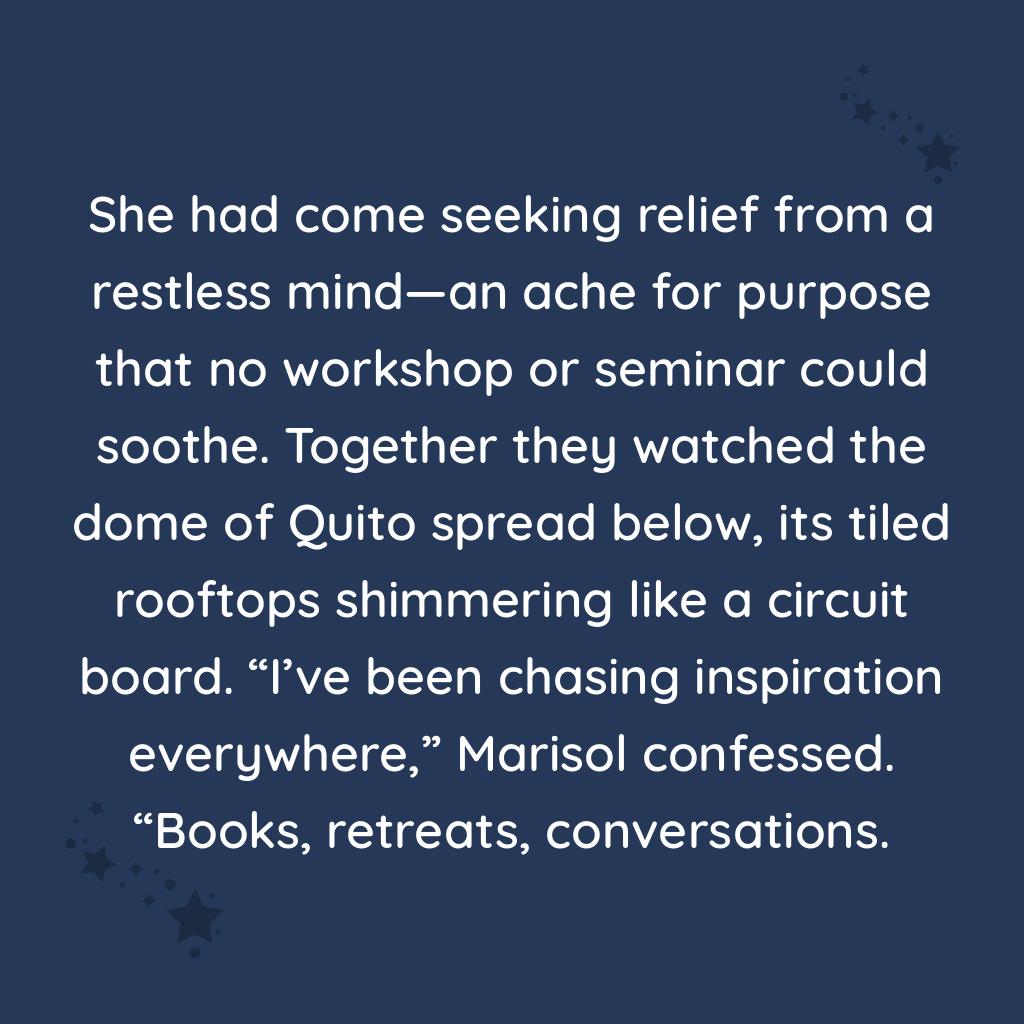 She had come seeking relief from a
restless mind—an ache for purpose
that no workshop or seminar could
soothe. Together they watched the
dome of Quito spread below, its tiled
rooftops shimmering like a circuit
board. “I’ve been chasing inspiration
everywhere,” Marisol confessed.
“Books, retreats, conversations.